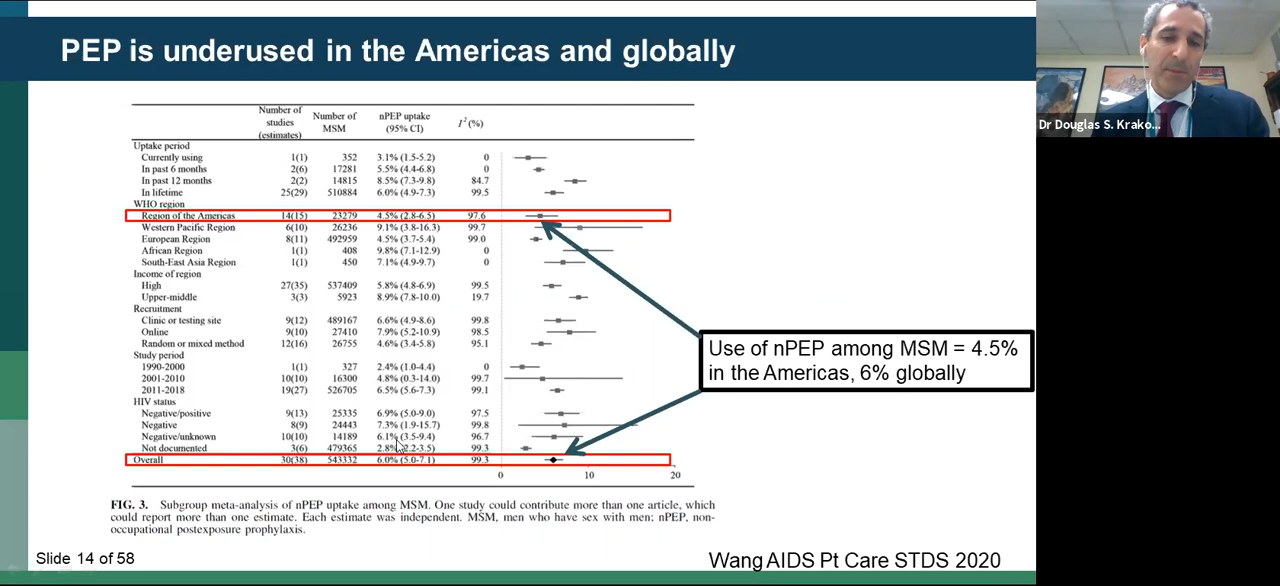 PEP is underused in the Americas and globally
Dr Douglas S. Krako...
Number of studies (estimates) Number of MSM nPEP uptake (95% CI) I² (%)
Uptake period
Currently using 1(1) 352 3.1% (1.5-5.2) 0
In past 6 months 2(6) 17281 5.5% (4.4-6.8) 0
In past 12 months 2(2) 14815 8.5% (7.3-9.8) 84.7
In lifetime 25(29) 510884 6.0% (4.9-7.3) 99.5
WHO region
Region of the Americas 14(15) 23279 4.5% (2.8-6.5) 97.6
Western Pacific Region 6(10) 26236 9.1% (3.8-16.3) 99.7
European Region 8(11) 492959 4.5% (3.7-5.4) 99.0
African Region 1(1) 408 9.8% (7.1-12.9) 0
South-East Asia Region 1(1) 450 7.1% (4.9-9.7) 0
Income of region
High 27(35) 537409 5.8% (4.8-6.9) 99.5
Upper-middle 3(3) 5923 8.9% (7.8-10.0) 19.7
Recruitment
Clinic or testing site 9(12) 489167 6.6% (4.9-8.6) 99.8
Online 9(10) 27410 7.9% (5.2-10.9) 98.5
Random or mixed method 12(16) 26755 4.6% (3.4-5.8) 95.1
Study period
1990-2000 1(1) 327 2.4% (1.0-4.4) 0
2001-2010 10(10) 16300 4.8% (0.3-14.0) 99.7
2011-2018 19(27) 526705 6.5% (5.6-7.3) 99.1
HIV status
Negative/positive 9(13) 25335 6.9% (5.0-9.0) 97.5
Negative 8(9) 24443 7.3% (1.9-15.7) 99.8
Negative/unknown 10(10) 14189 6.1% (3.5-9.4) 96.7
Not documented 3(6) 479365 2.8% (2.2-3.5) 99.3
Overall 30(38) 543332 6.0% (5.0-7.1) 99.3
0 10 20
Use of nPEP among MSM = 4.5%
in the Americas, 6% globally
FIG. 3. Subgroup meta-analysis of nPEP uptake among MSM. One study could contribute more than one article, which
could report more than one estimate. Each estimate was independent. MSM, men who have sex with men; nPEP, non-
occupational postexposure prophylaxis.
Slide 14 of 58
Wang AIDS Pt Care STDS 2020